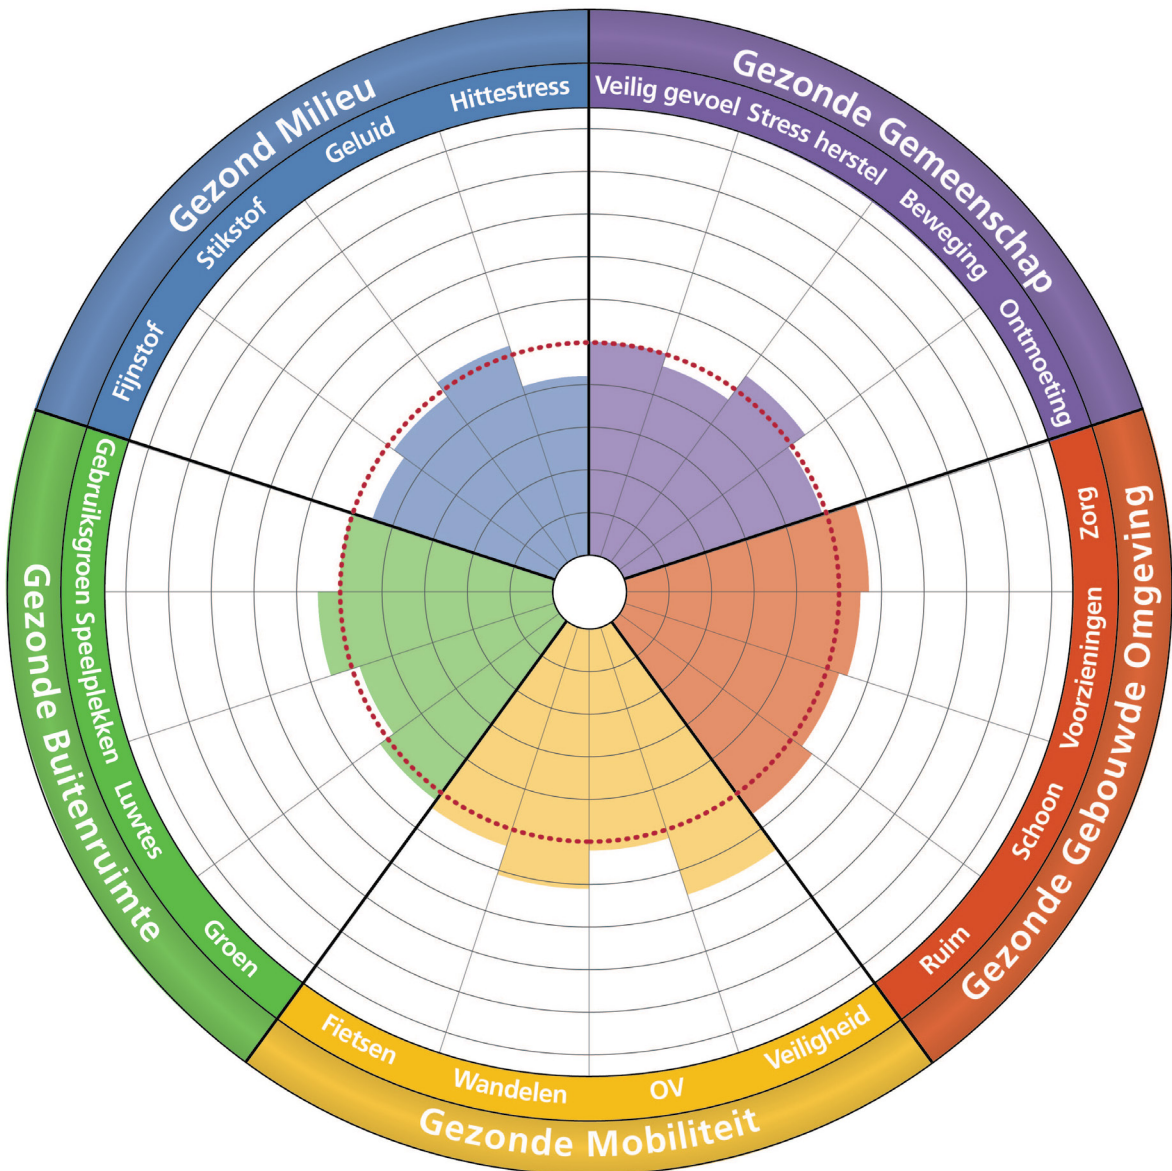 Gezond Milieu
Fijnstof
Stikstof
Geluid
Hittestress
Gezonde Gemeenschap
Veilig gevoel
Stress herstel
Beweging
Ontmoeting
Gezonde Gebouwde Omgeving
Zorg
Voorzieningen
Schoon
Ruim
Gezonde Mobiliteit
Veiligheid
OV
Wandelen
Fietsen
Gezonde Buitenruimte
Groen
Luwtes
Speelplekken
Gebruiksgroen